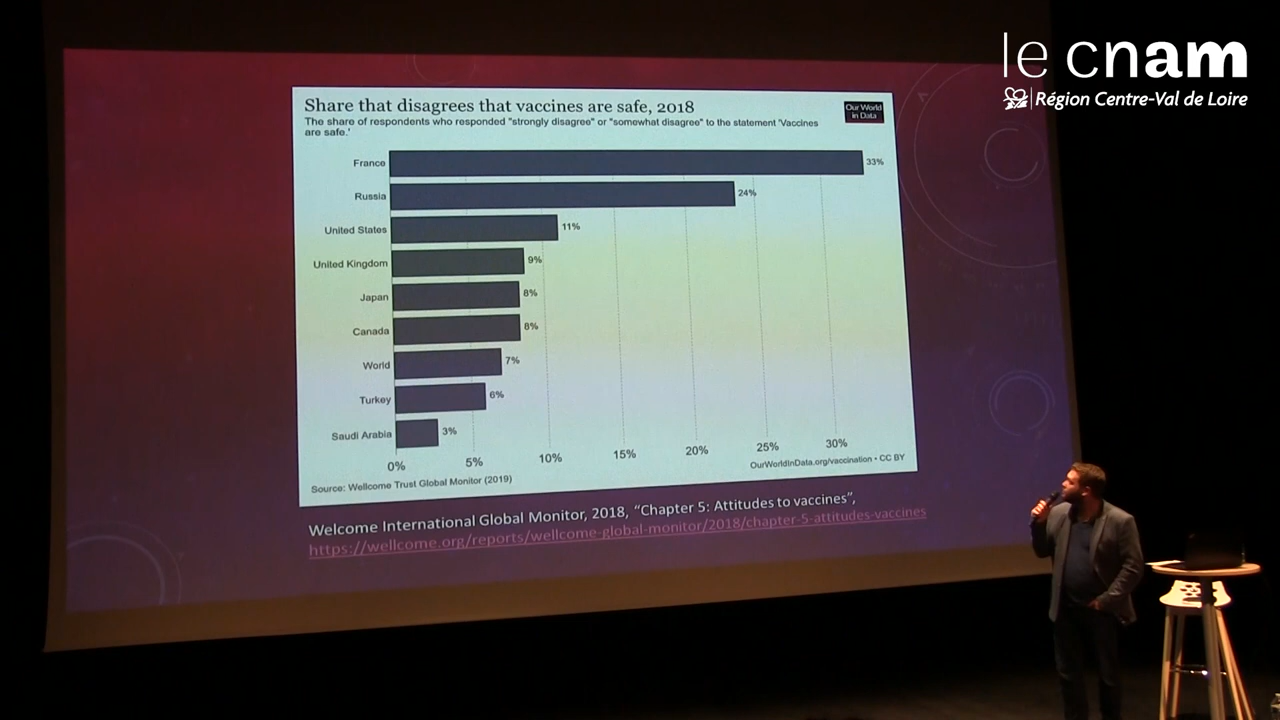 le cnam
Région Centre-Val de Loire
Share that disagrees that vaccines are safe, 2018
The share of respondents who responded "strongly disagree" or "somewhat disagree" to the statement 'Vaccines
are safe.'
Our World
in Data
France 33%
Russia 24%
United States 11%
United Kingdom 9%
Japan 8%
Canada 8%
World 7%
Turkey 6%
Saudi Arabia 3%
0% 5% 10% 15% 20% 25% 30%
Source: Wellcome Trust Global Monitor (2019)
OurWorldInData.org/vaccination • CC BY
Welcome International Global Monitor, 2018, “Chapter 5: Attitudes to vaccines”,
https://wellcome.org/reports/wellcome-global-monitor/2018/chapter-5-attitudes-vaccines